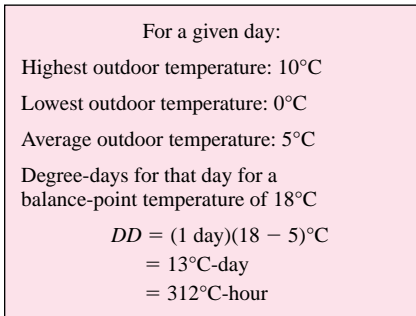 For a given day:
Highest outdoor temperature: 10°C
Lowest outdoor temperature: 0°C
Average outdoor temperature: 5°C
Degree-days for that day for a
balance-point temperature of 18°C
DD = (1 day)(18 − 5)°C
= 13°C-day
= 312°C-hour